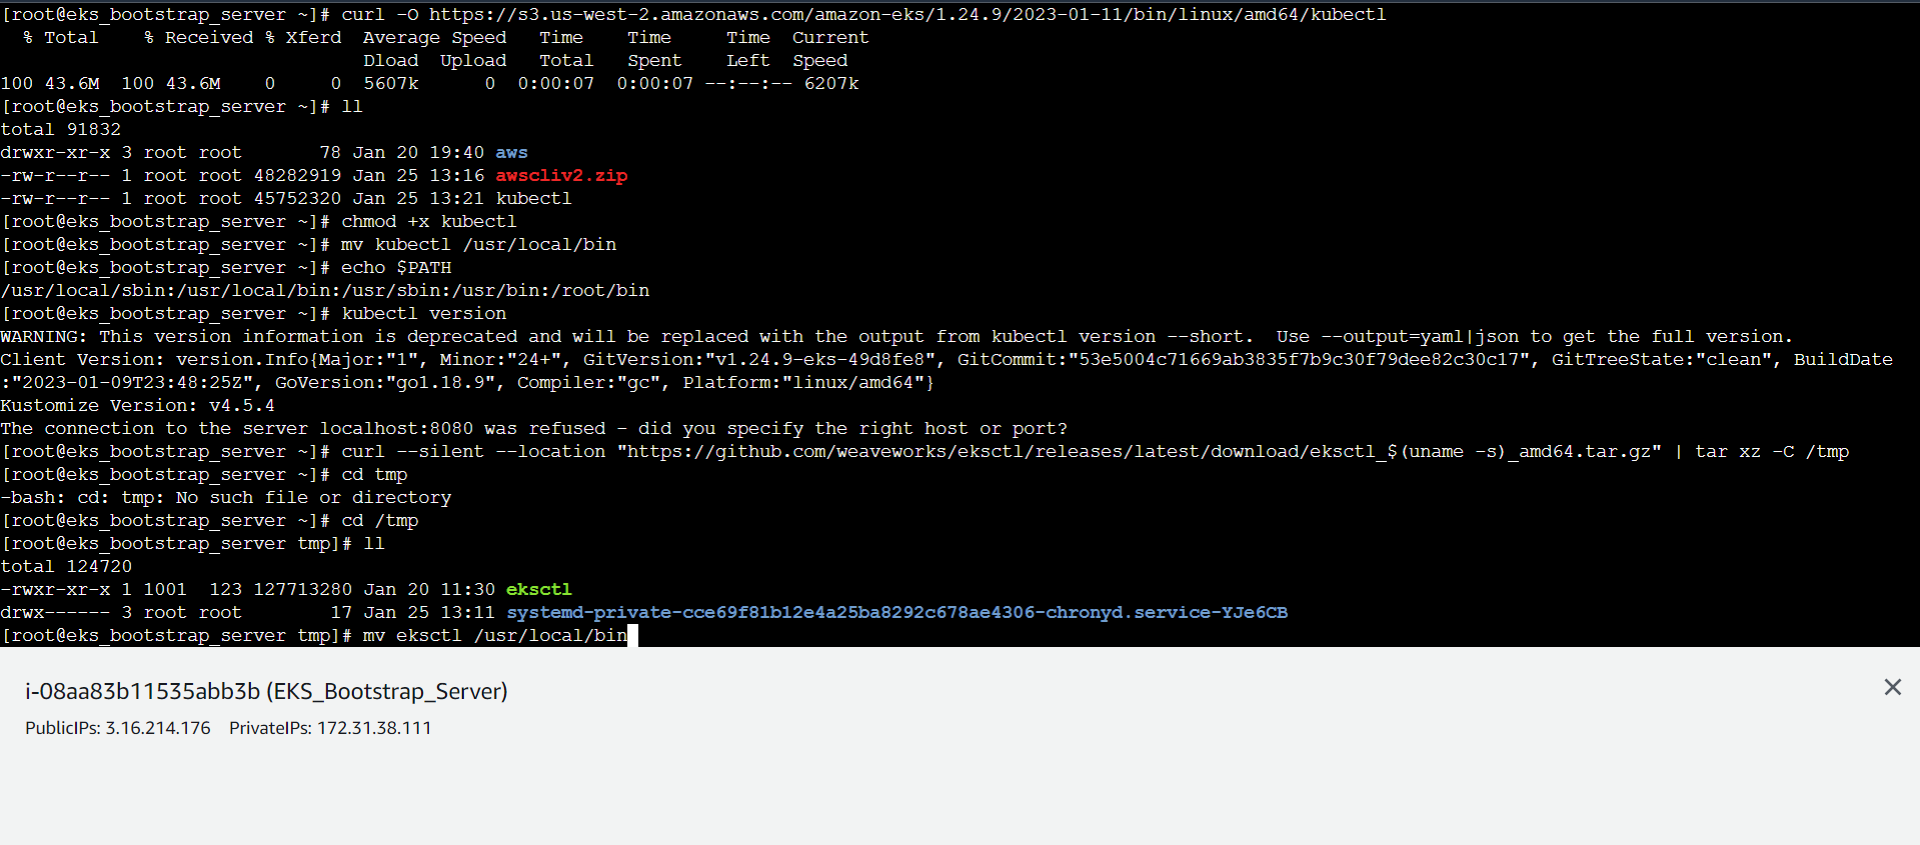 [root@eks_bootstrap_server ~]# curl -O https://s3.us-west-2.amazonaws.com/amazon-eks/1.24.9/2023-01-11/bin/linux/amd64/kubectl
  % Total    % Received % Xferd  Average Speed   Time    Time     Time  Current
                                 Dload  Upload   Total   Spent    Left  Speed
100 43.6M  100 43.6M    0     0  5607k      0  0:00:07  0:00:07 --:--:-- 6207k
[root@eks_bootstrap_server ~]# ll
total 91832
drwxr-xr-x 3 root root       78 Jan 20 19:40 aws
-rw-r--r-- 1 root root 48282919 Jan 25 13:16 awscliv2.zip
-rw-r--r-- 1 root root 45752320 Jan 25 13:21 kubectl
[root@eks_bootstrap_server ~]# chmod +x kubectl
[root@eks_bootstrap_server ~]# mv kubectl /usr/local/bin
[root@eks_bootstrap_server ~]# echo $PATH
/usr/local/sbin:/usr/local/bin:/usr/sbin:/usr/bin:/root/bin
[root@eks_bootstrap_server ~]# kubectl version
WARNING: This version information is deprecated and will be replaced with the output from kubectl version --short.  Use --output=yaml|json to get the full version.
Client Version: version.Info{Major:"1", Minor:"24+", GitVersion:"v1.24.9-eks-49d8fe8", GitCommit:"53e5004c71669ab3835f7b9c30f79dee82c30c17", GitTreeState:"clean", BuildDate
:"2023-01-09T23:48:25Z", GoVersion:"go1.18.9", Compiler:"gc", Platform:"linux/amd64"}
Kustomize Version: v4.5.4
The connection to the server localhost:8080 was refused - did you specify the right host or port?
[root@eks_bootstrap_server ~]# curl --silent --location "https://github.com/weaveworks/eksctl/releases/latest/download/eksctl_$(uname -s)_amd64.tar.gz" | tar xz -C /tmp
[root@eks_bootstrap_server ~]# cd tmp
-bash: cd: tmp: No such file or directory
[root@eks_bootstrap_server ~]# cd /tmp
[root@eks_bootstrap_server tmp]# ll
total 124720
-rwxr-xr-x 1 1001  123 127713280 Jan 20 11:30 eksctl
drwx------ 3 root root        17 Jan 25 13:11 systemd-private-cce69f81b12e4a25ba8292c678ae4306-chronyd.service-YJe6CB
[root@eks_bootstrap_server tmp]# mv eksctl /usr/local/bin
i-08aa83b11535abb3b (EKS_Bootstrap_Server)
PublicIPs: 3.16.214.176    PrivateIPs: 172.31.38.111